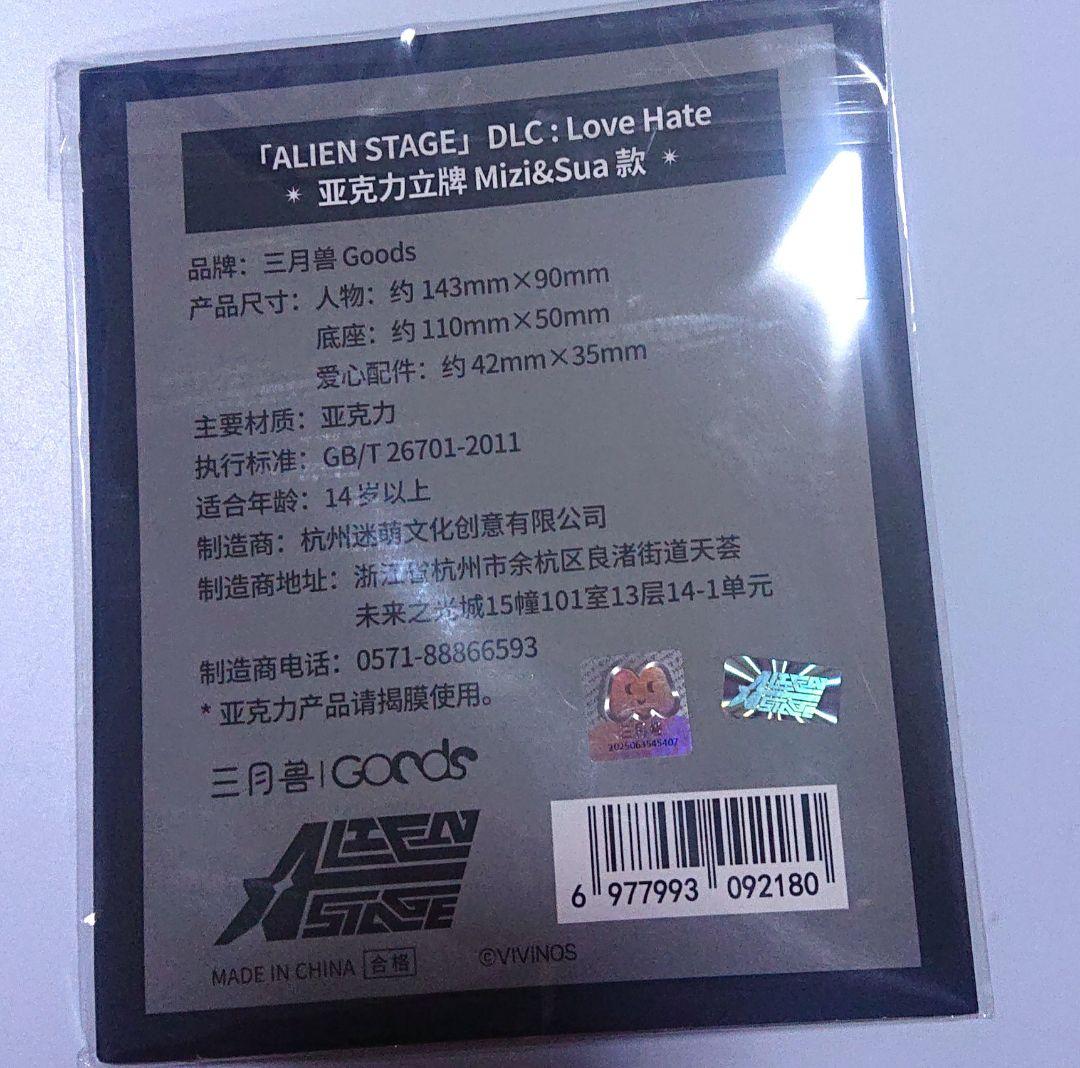 「ALIEN STAGE」DLC : Love Hate
亚克力立牌 Mizi&Sua 款
品牌：三月兽 Goods
产品尺寸：人物：约 143mm×90mm
底座：约 110mm×50mm
爱心配件：约 42mm×35mm
主要材质：亚克力
执行标准：GB/T 26701-2011
适合年龄：14 岁以上
制造商：杭州迷萌文化创意有限公司
制造商地址：浙江省杭州市余杭区良渚街道天荟
未来之光城15幢101室13层14-1单元
制造商电话：0571-88866593
* 亚克力产品请揭膜使用。
三月兽
2025063545407
ALIEN STAGE
三月兽 | Goods
ALIEN
STAGE
6 977993 092180
MADE IN CHINA 合格 ©VIVINOS